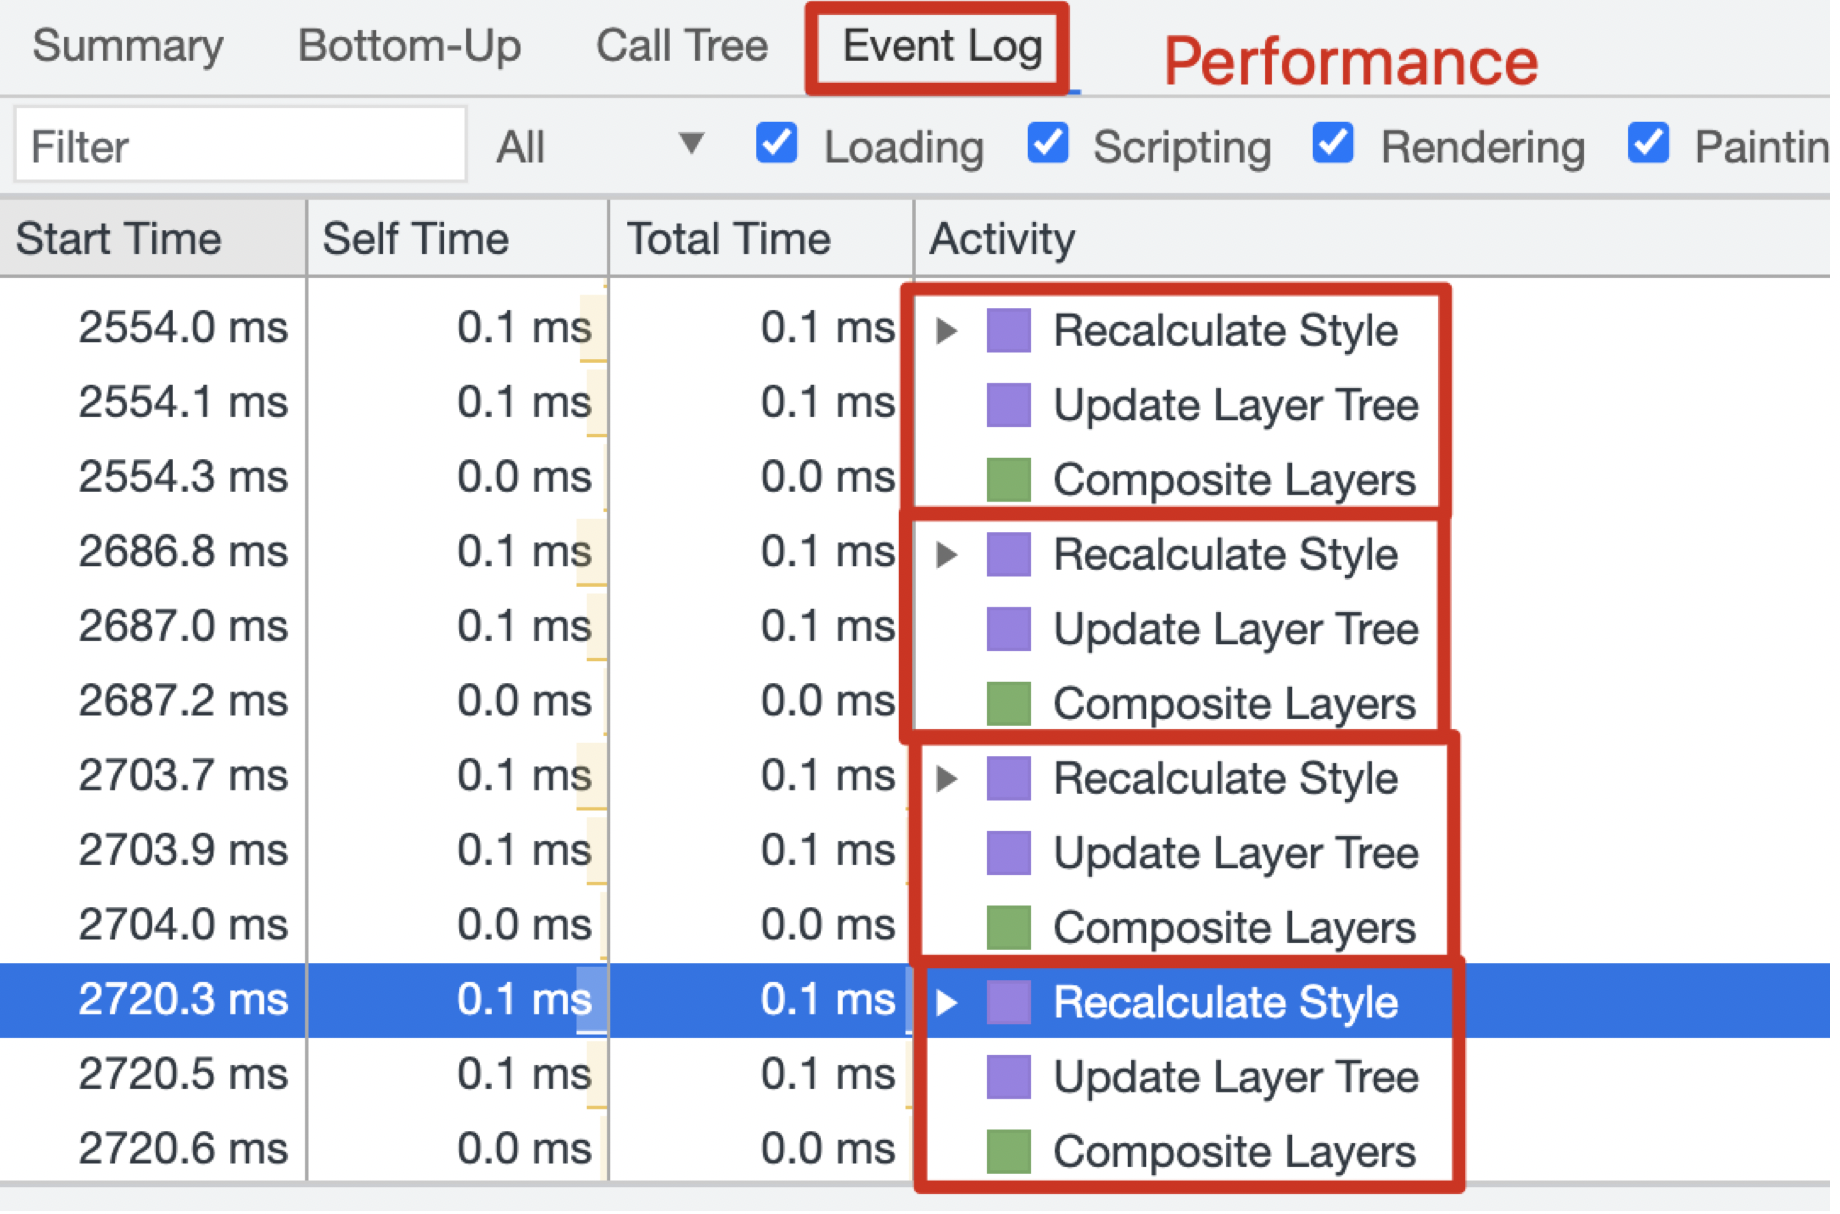 Summary Bottom-Up Call Tree Event Log Performance
Filter All Loading Scripting Rendering Paintin
Start Time Self Time Total Time Activity
2554.0 ms 0.1 ms 0.1 ms Recalculate Style
2554.1 ms 0.1 ms 0.1 ms Update Layer Tree
2554.3 ms 0.0 ms 0.0 ms Composite Layers
2686.8 ms 0.1 ms 0.1 ms Recalculate Style
2687.0 ms 0.1 ms 0.1 ms Update Layer Tree
2687.2 ms 0.0 ms 0.0 ms Composite Layers
2703.7 ms 0.1 ms 0.1 ms Recalculate Style
2703.9 ms 0.1 ms 0.1 ms Update Layer Tree
2704.0 ms 0.0 ms 0.0 ms Composite Layers
2720.3 ms 0.1 ms 0.1 ms Recalculate Style
2720.5 ms 0.1 ms 0.1 ms Update Layer Tree
2720.6 ms 0.0 ms 0.0 ms Composite Layers